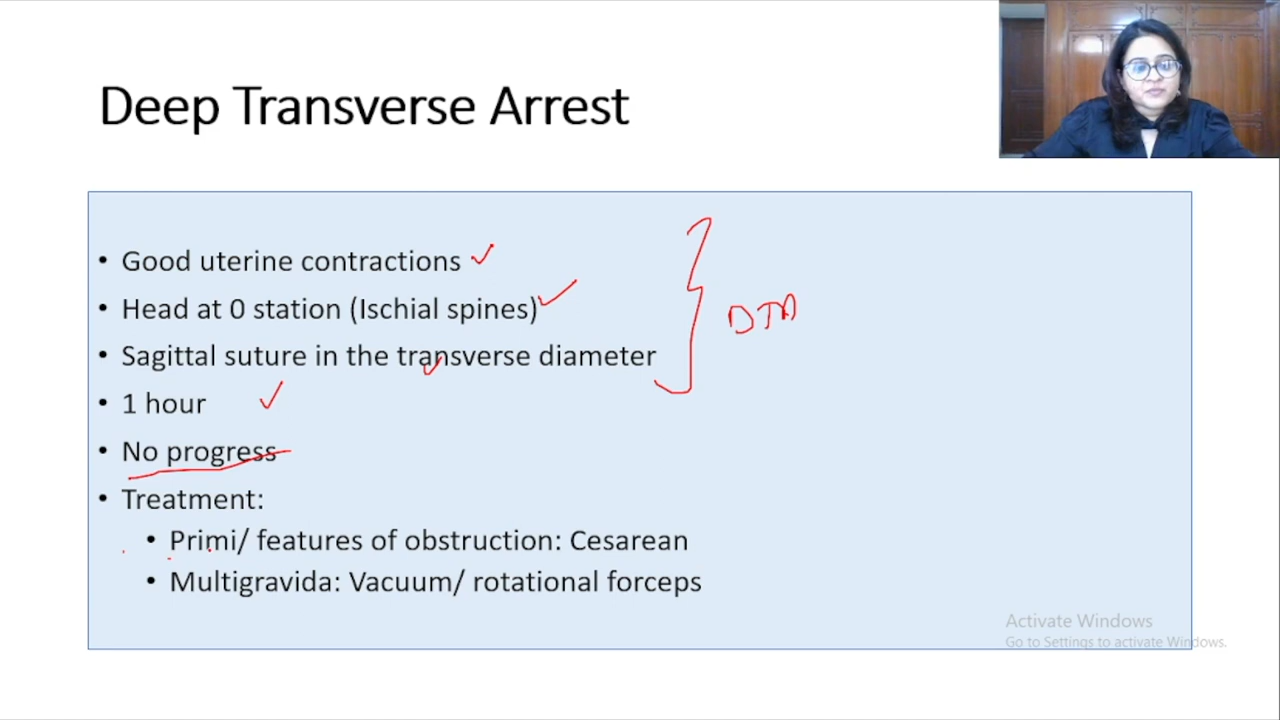 Deep Transverse Arrest
• Good uterine contractions
• Head at 0 station (Ischial spines)
• Sagittal suture in the transverse diameter
• 1 hour
• No progress
• Treatment:
• Primi/ features of obstruction: Cesarean
• Multigravida: Vacuum/ rotational forceps
DTA
Activate Windows
Go to Settings to activate Windows.